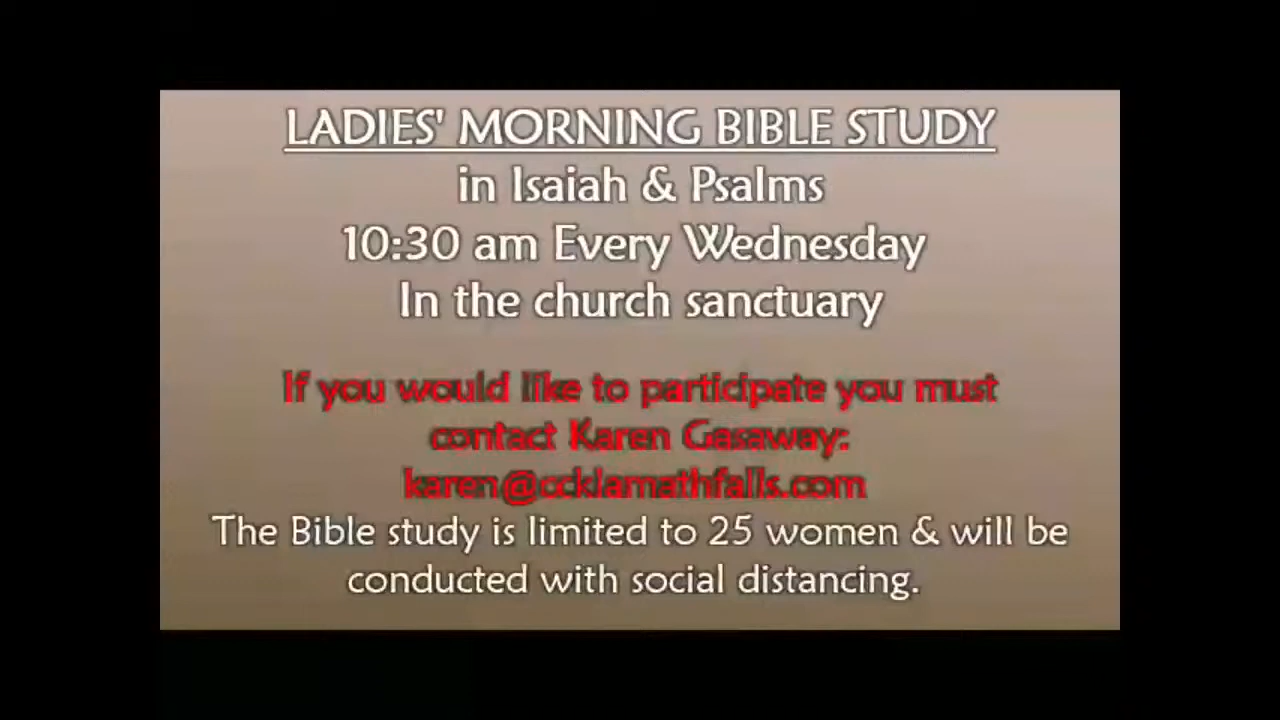 LADIES' MORNING BIBLE STUDY
in Isaiah & Psalms
10:30 am Every Wednesday
In the church sanctuary
If you would like to participate you must
contact Karen Gasaway:
karen@ccklamathfalls.com
The Bible study is limited to 25 women & will be
conducted with social distancing.